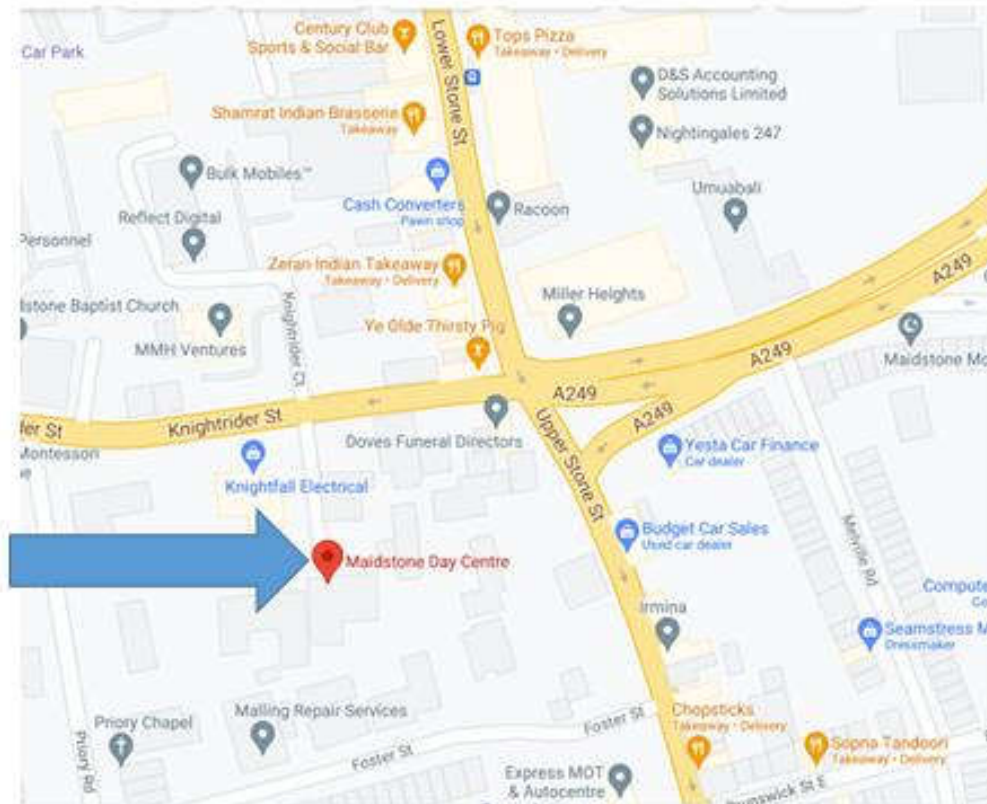 Century Club
Sports & Social Bar
Lower Stone St
Tops Pizza
Takeaway • Delivery
Car Park
D&S Accounting
Solutions Limited
Shamrat Indian Brasserie
Takeaway
Nightingales 247
Bulk Mobiles™
Cash Converters
Pawn shop
Racoon
Umuabali
Reflect Digital
Personnel
Zeran Indian Takeaway
Takeaway • Delivery
A249
Knightrider Ct
Miller Heights
stone Baptist Church
MMH Ventures
Ye Olde Thirsty Pig
A249
Maidstone Mo
A249
A249
Knightrider St
er St
Upper Stone St
Doves Funeral Directors
Montessori
Yesta Car Finance
Car dealer
Knightfall Electrical
Budget Car Sales
Used car dealer
Maidstone Day Centre
Melville Rd
Compute
Irmina
Seamstress M
Dressmaker
Priory Chapel
Malling Repair Services
Foster St
Chopsticks
Takeaway • Delivery
Priory Rd
Foster St
Sopna Tandoori
Takeaway • Delivery
Express MOT
& Autocentre
unswick St E